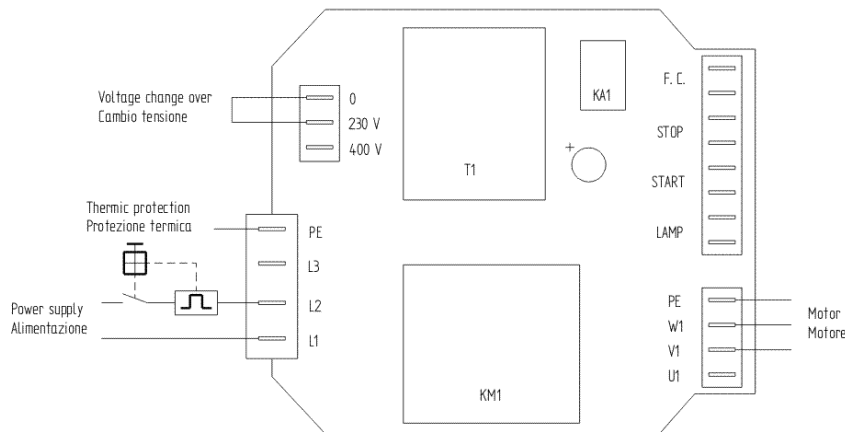 Voltage change over
Cambio tensione
0
230 V
400 V
T1
KA1
+
F. C.
STOP
START
LAMP
Thermic protection
Protezione termica
PE
L3
L2
L1
Power supply
Alimentazione
KM1
PE
W1
V1
U1
Motor
Motore